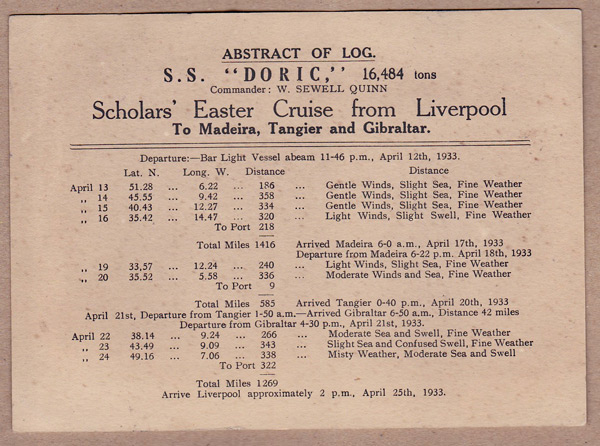 ABSTRACT OF LOG.
S.S. "DORIC," 16,484 tons
Commander: W. SEWELL QUINN
Scholars' Easter Cruise from Liverpool
To Madeira, Tangier and Gibraltar.
Departure:—Bar Light Vessel abeam 11-46 p.m., April 12th, 1933.
Lat. N. Long. W. Distance Distance
April 13 51.28 ... 6.22 ... 186 ... Gentle Winds, Slight Sea, Fine Weather
„ 14 45.55 ... 9.42 ... 358 ... Gentle Winds, Slight Sea, Fine Weather
„ 15 40.43 ... 12.27 ... 334 ... Gentle Winds, Slight Sea, Fine Weather
„ 16 35.42 ... 14.47 ... 320 ... Light Winds, Slight Swell, Fine Weather
To Port 218
Total Miles 1416 Arrived Madeira 6-0 a.m., April 17th, 1933
Departure from Madeira 6-22 p.m. April 18th, 1933
„ 19 33,57 ... 12.24 ... 240 ... Light Winds, Slight Sea, Fine Weather
„ 20 35.52 ... 5.58 ... 336 ... Moderate Winds and Sea, Fine Weather
To Port 9
Total Miles 585 Arrived Tangier 0-40 p.m., April 20th, 1933
April 21st, Departure from Tangier 1-50 a.m.—Arrived Gibraltar 6-50 a.m., Distance 42 miles
Departure from Gibraltar 4-30 p.m., April 21st, 1933.
April 22 38.14 ... 9.24 ... 266 ... Moderate Sea and Swell, Fine Weather
„ 23 43.49 ... 9.09 ... 343 ... Slight Sea and Confused Swell, Fine Weather
„ 24 49.16 ... 7.06 ... 338 ... Misty Weather, Moderate Sea and Swell
To Port 322
Total Miles 1269
Arrive Liverpool approximately 2 p.m., April 25th, 1933.